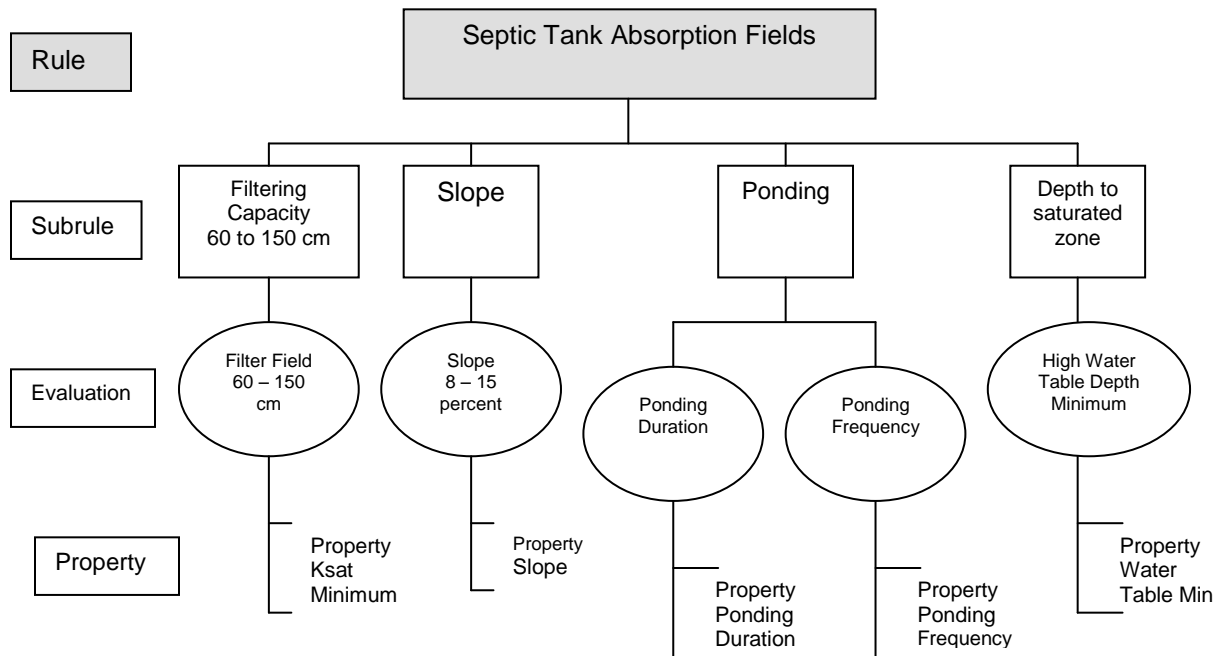 Rule
Septic Tank Absorption Fields
Subrule
Filtering
Capacity
60 to 150 cm
Slope
Ponding
Depth to
saturated
zone
Evaluation
Filter Field
60 – 150
cm
Slope
8 – 15
percent
Ponding
Duration
Ponding
Frequency
High Water
Table Depth
Minimum
Property
Property
Ksat
Minimum
Property
Slope
Property
Ponding
Duration
Property
Ponding
Frequency
Property
Water
Table Min